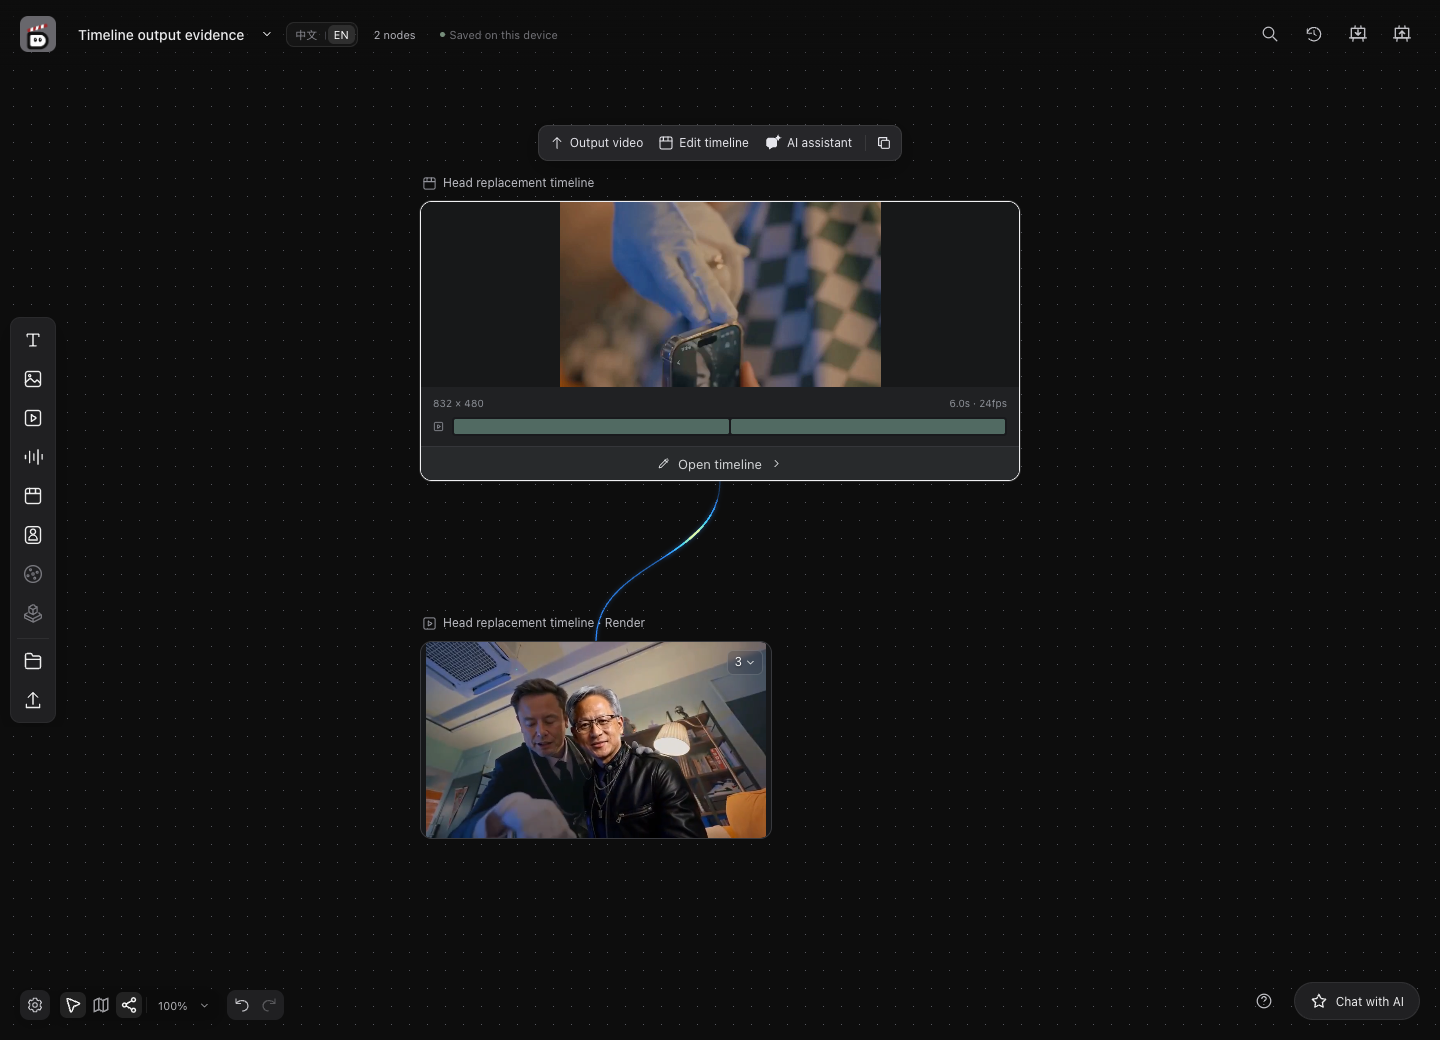 Timeline output evidence
中文 EN
2 nodes
Saved on this device
Output video
Edit timeline
AI assistant
Head replacement timeline
832 × 480
6.0s · 24fps
Open timeline
Head replacement timeline · Render
3
100%
Chat with AI